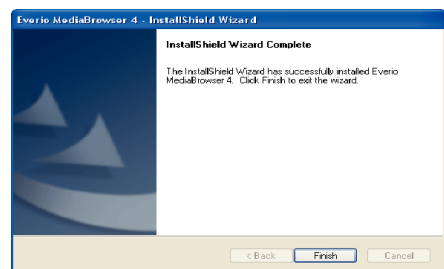 Everio MediaBrowser 4 - InstallShield Wizard
InstallShield Wizard Complete
The InstallShield Wizard has successfully installed Everio
MediaBrowser 4. Click Finish to exit the wizard.
< Back Finish Cancel